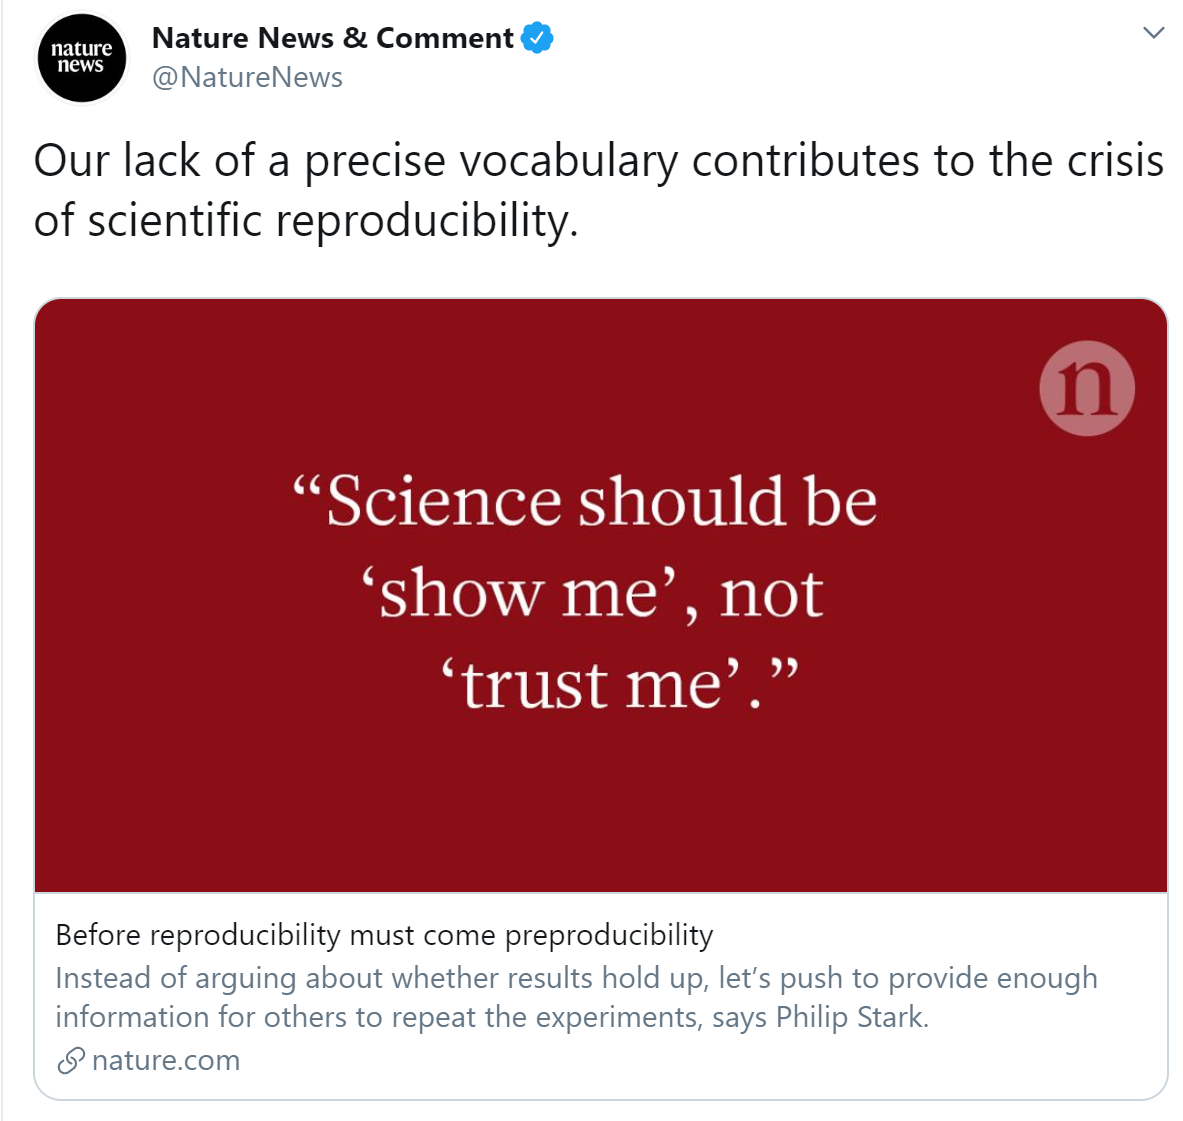 nature
news
Nature News & Comment
@NatureNews
Our lack of a precise vocabulary contributes to the crisis
of scientific reproducibility.
n
“Science should be
‘show me’, not
‘trust me’.”
Before reproducibility must come preproducibility
Instead of arguing about whether results hold up, let’s push to provide enough
information for others to repeat the experiments, says Philip Stark.
nature.com